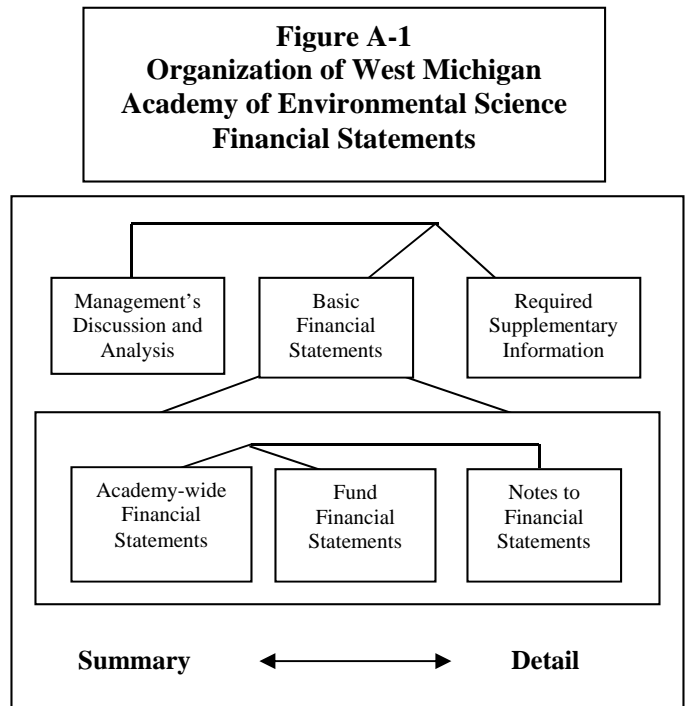 Figure A-1
Organization of West Michigan
Academy of Environmental Science
Financial Statements
Management’s
Discussion and
Analysis
Basic
Financial
Statements
Required
Supplementary
Information
Academy-wide
Financial
Statements
Fund
Financial
Statements
Notes to
Financial
Statements
Summary
Detail